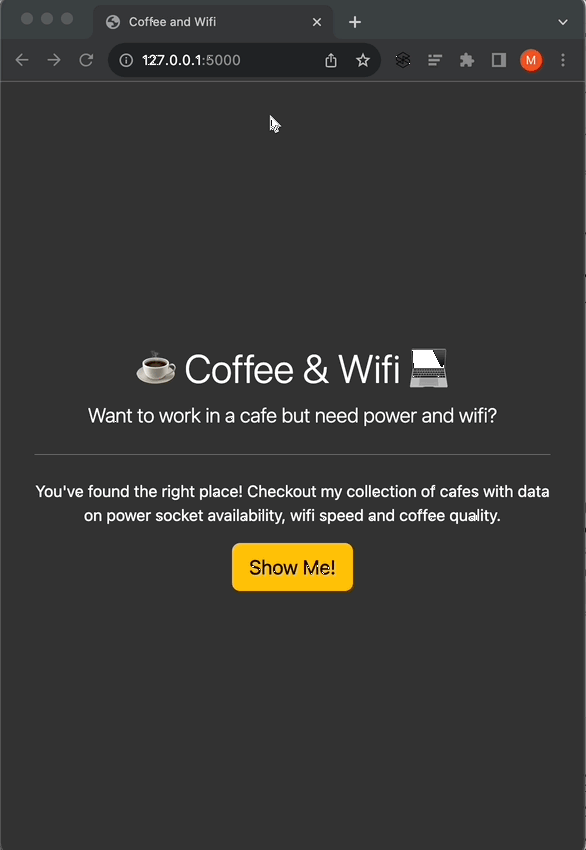 Coffee and Wifi
127.0.0.1:5000
M
☕ Coffee & Wifi 💻
Want to work in a cafe but need power and wifi?
You've found the right place! Checkout my collection of cafes with data
on power socket availability, wifi speed and coffee quality.
Show Me!